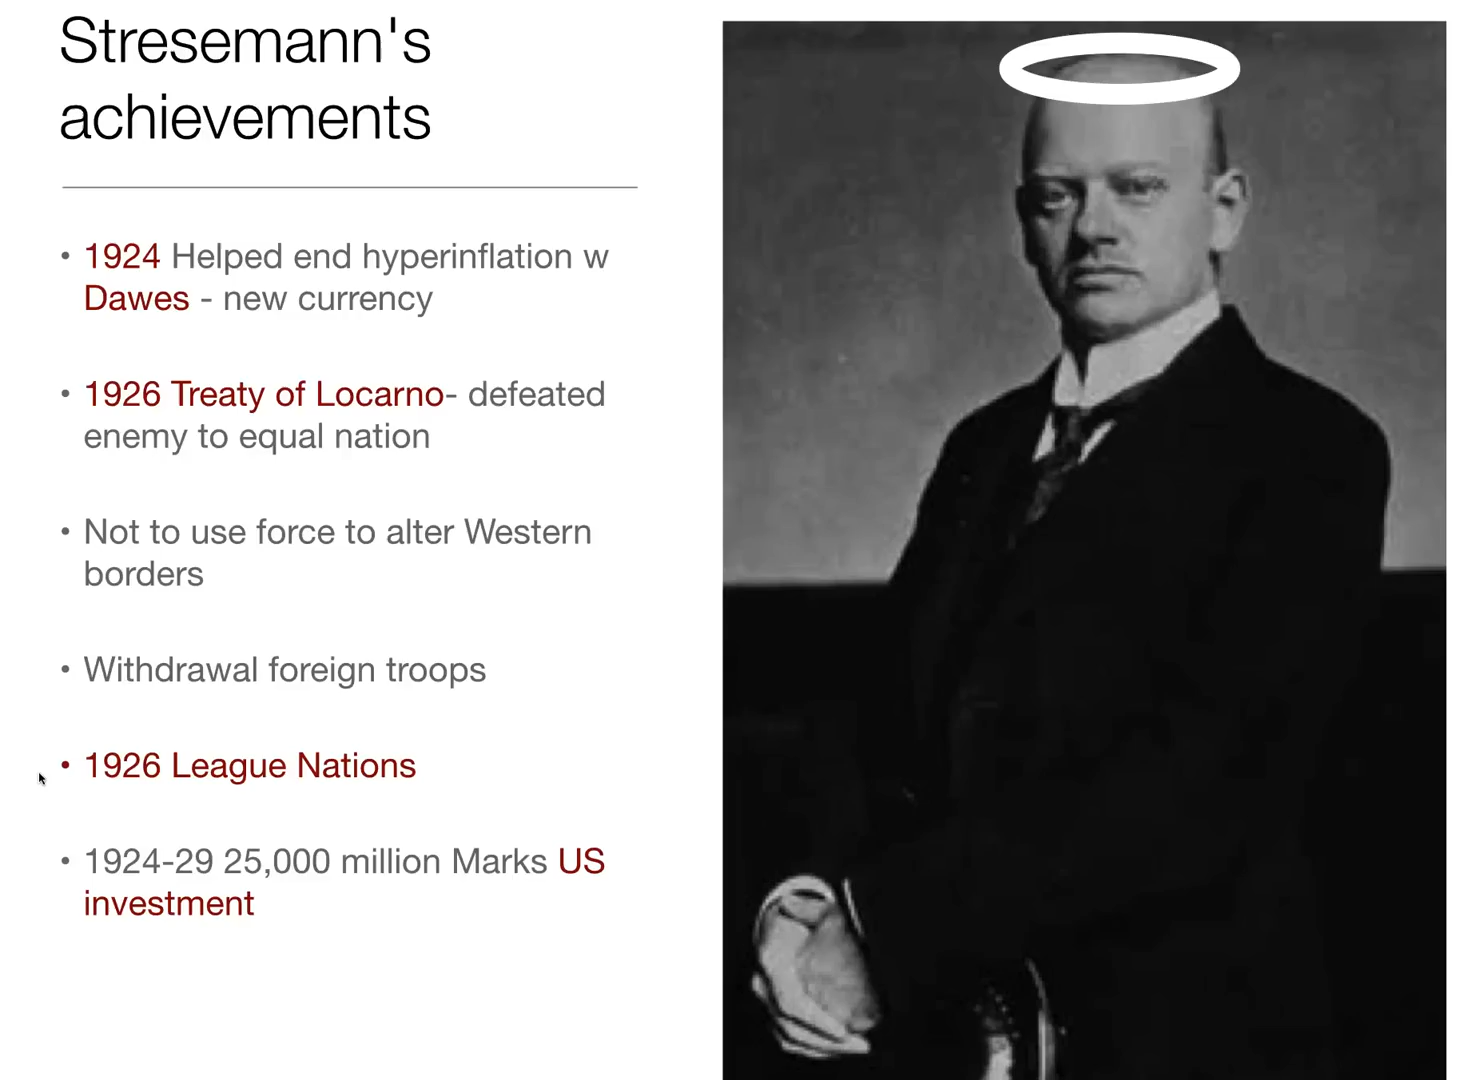 Stresemann's
achievements
• 1924 Helped end hyperinflation w
Dawes - new currency
• 1926 Treaty of Locarno- defeated
enemy to equal nation
• Not to use force to alter Western
borders
• Withdrawal foreign troops
• 1926 League Nations
• 1924-29 25,000 million Marks US
investment